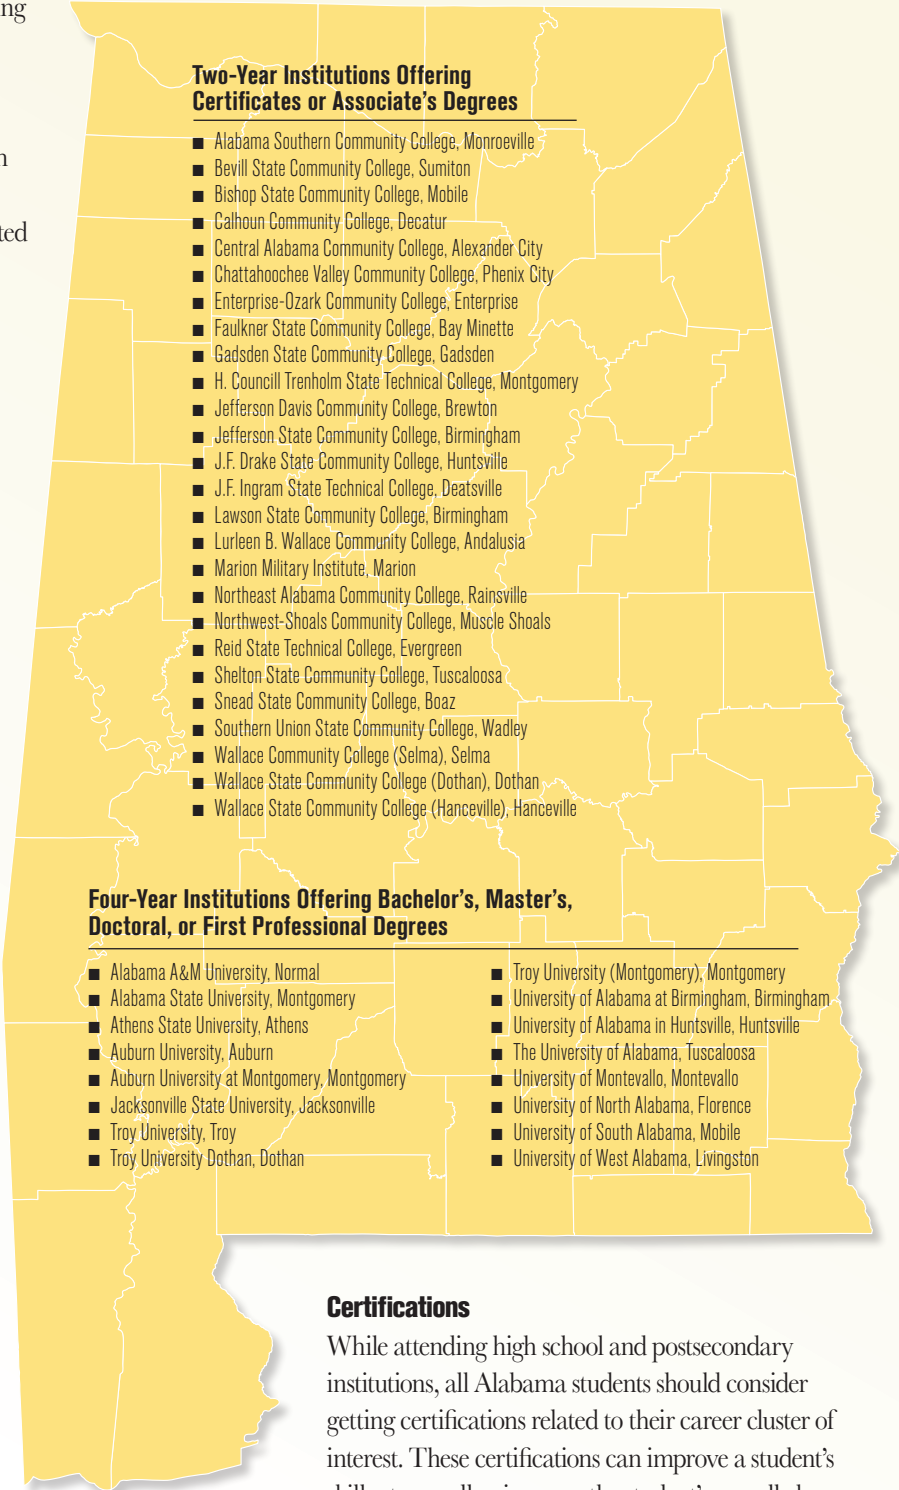 ng
n
ted
Two-Year Institutions Offering
Certificates or Associate's Degrees
■ Alabama Southern Community College, Monroeville
■ Bevill State Community College, Sumiton
■ Bishop State Community College, Mobile
■ Calhoun Community College, Decatur
■ Central Alabama Community College, Alexander City
■ Chattahoochee Valley Community College, Phenix City
■ Enterprise-Ozark Community College, Enterprise
■ Faulkner State Community College, Bay Minette
■ Gadsden State Community College, Gadsden
■ H. Councill Trenholm State Technical College, Montgomery
■ Jefferson Davis Community College, Brewton
■ Jefferson State Community College, Birmingham
■ J.F. Drake State Community College, Huntsville
■ J.F. Ingram State Technical College, Deatsville
■ Lawson State Community College, Birmingham
■ Lurleen B. Wallace Community College, Andalusia
■ Marion Military Institute, Marion
■ Northeast Alabama Community College, Rainsville
■ Northwest-Shoals Community College, Muscle Shoals
■ Reid State Technical College, Evergreen
■ Shelton State Community College, Tuscaloosa
■ Snead State Community College, Boaz
■ Southern Union State Community College, Wadley
■ Wallace Community College (Selma), Selma
■ Wallace State Community College (Dothan), Dothan
■ Wallace State Community College (Hanceville), Hanceville
Four-Year Institutions Offering Bachelor's, Master's,
Doctoral, or First Professional Degrees
■ Alabama A&M University, Normal
■ Alabama State University, Montgomery
■ Athens State University, Athens
■ Auburn University, Auburn
■ Auburn University at Montgomery, Montgomery
■ Jacksonville State University, Jacksonville
■ Troy University, Troy
■ Troy University Dothan, Dothan
■ Troy University (Montgomery), Montgomery
■ University of Alabama at Birmingham, Birmingham
■ University of Alabama in Huntsville, Huntsville
■ The University of Alabama, Tuscaloosa
■ University of Montevallo, Montevallo
■ University of North Alabama, Florence
■ University of South Alabama, Mobile
■ University of West Alabama, Livingston
Certifications
While attending high school and postsecondary
institutions, all Alabama students should consider
getting certifications related to their career cluster of
interest. These certifications can improve a student's